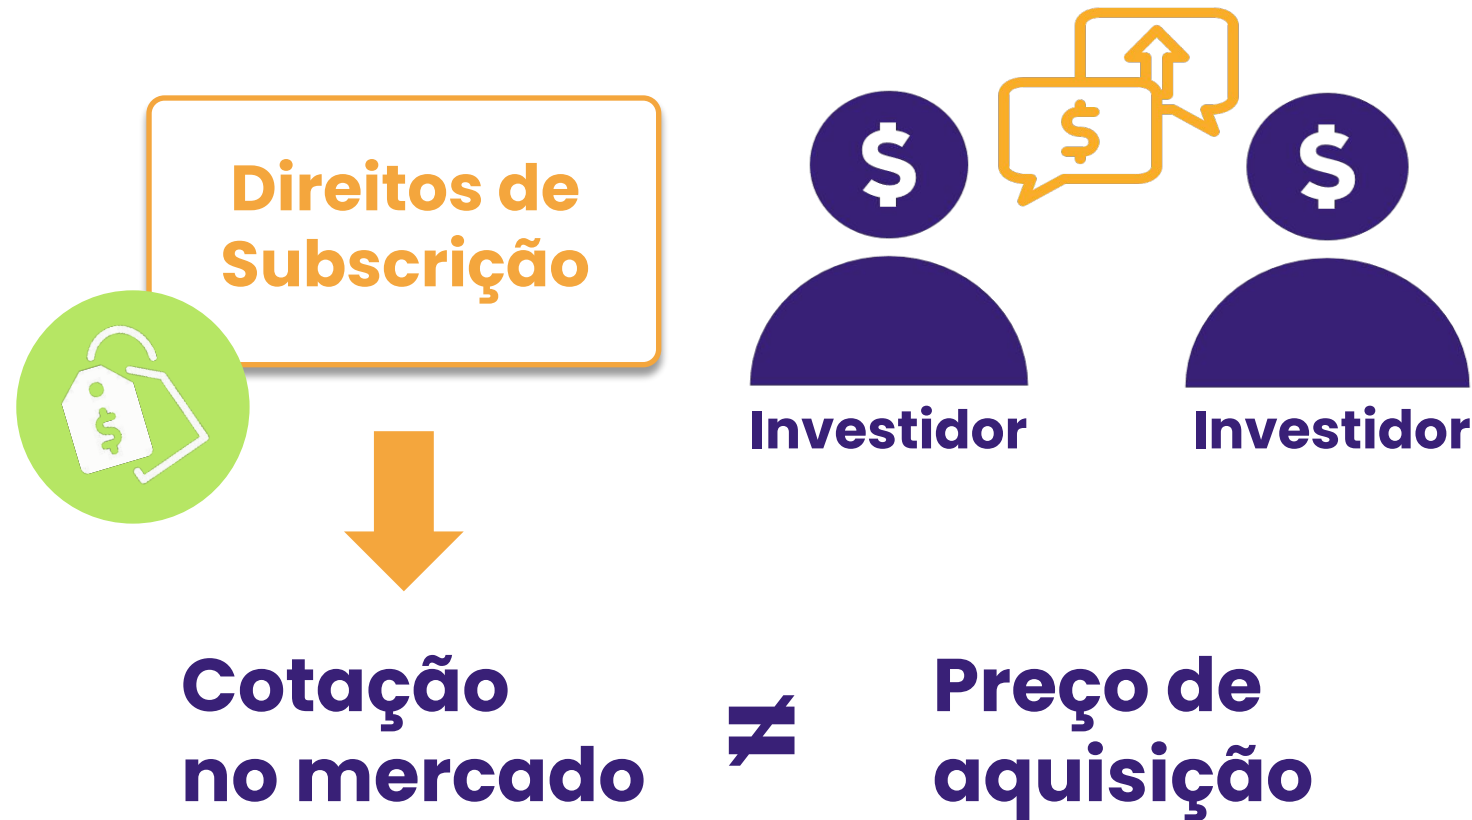 Direitos de
Subscrição
$
$
$
$
Investidor
Investidor
Cotação
no mercado
≠
Preço de
aquisição